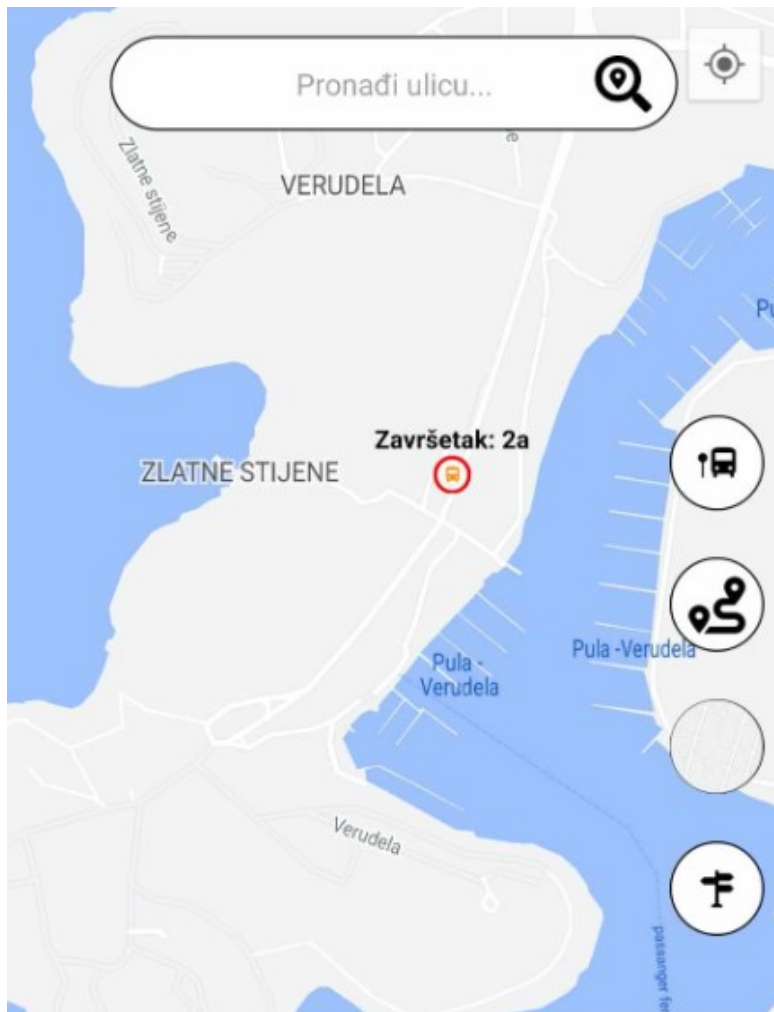 Pronađi ulicu...
Zlatne stijene
VERUDELA
Završetak: 2a
ZLATNE STIJENE
Pula -Verudela
Pula -
Verudela
Verudela